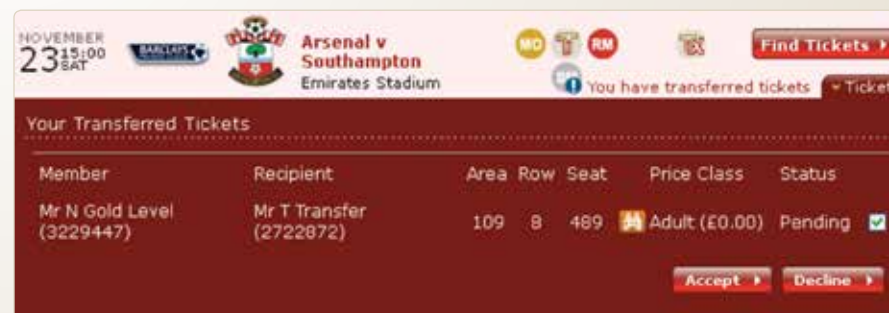 NOVEMBER
23 15:00
SAT
BARCLAYS
Arsenal v
Southampton
Emirates Stadium
MD
RM
TEX
Find Tickets
You have transferred tickets
Ticket
Your Transferred Tickets
Member Recipient Area Row Seat Price Class Status
Mr N Gold Level Mr T Transfer 109 8 489 Adult (£0.00) Pending
(3229447) (2722872)
Accept Decline